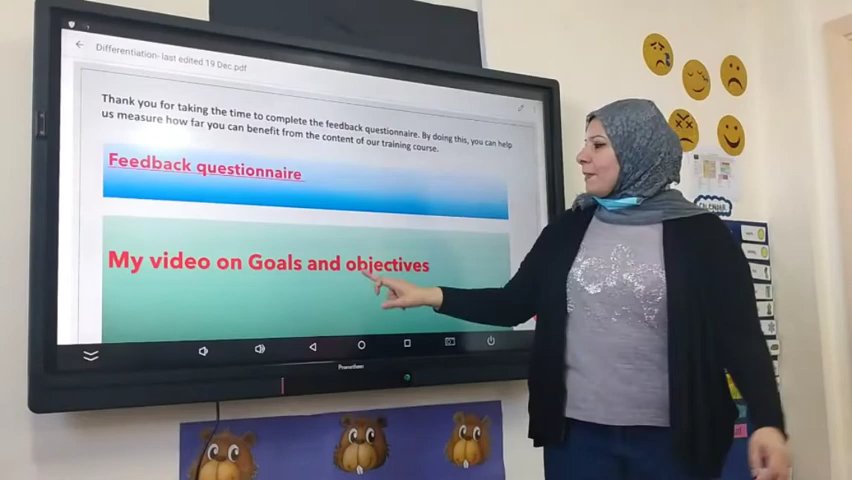 Differentiation- last edited 19 Dec.pdf
Thank you for taking the time to complete the feedback questionnaire. By doing this, you can help
us measure how far you can benefit from the content of our training course.
Feedback questionnaire
My video on Goals and objectives
Promethean
CALENDER